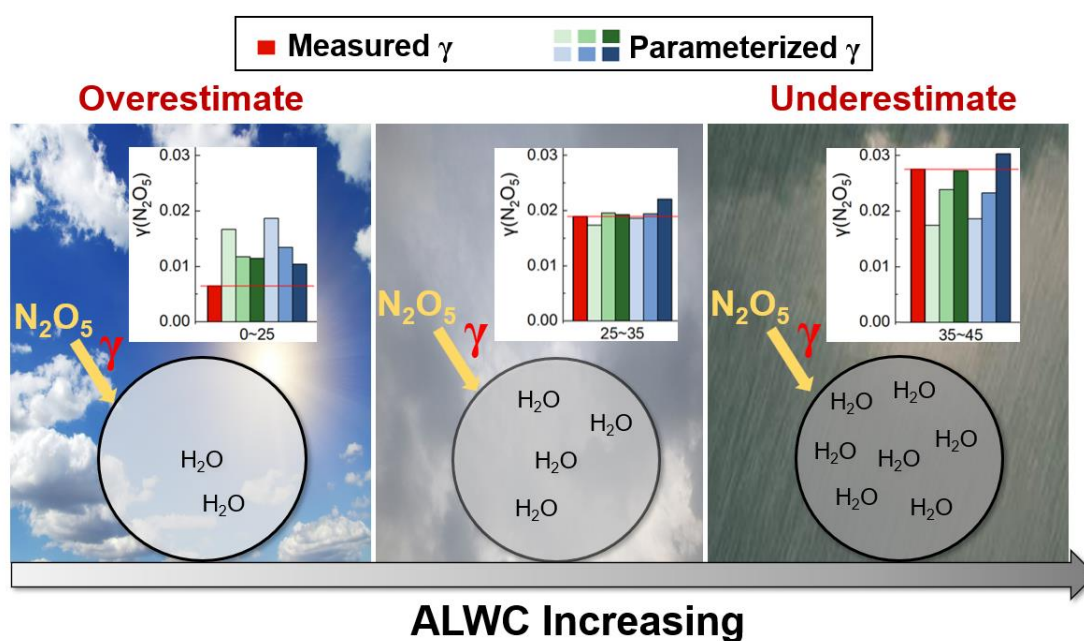 Measured γ
Parameterized γ
Overestimate
Underestimate
0.03
0.02
0.01
0.00
γ(N₂O₅)
0~25
0.03
0.02
0.01
0.00
γ(N₂O₅)
25~35
0.03
0.02
0.01
0.00
γ(N₂O₅)
35~45
N₂O₅
γ
N₂O₅
γ
N₂O₅
γ
H₂O
H₂O
H₂O
H₂O
H₂O
H₂O
H₂O
H₂O
H₂O
H₂O
H₂O
H₂O
H₂O
ALWC Increasing